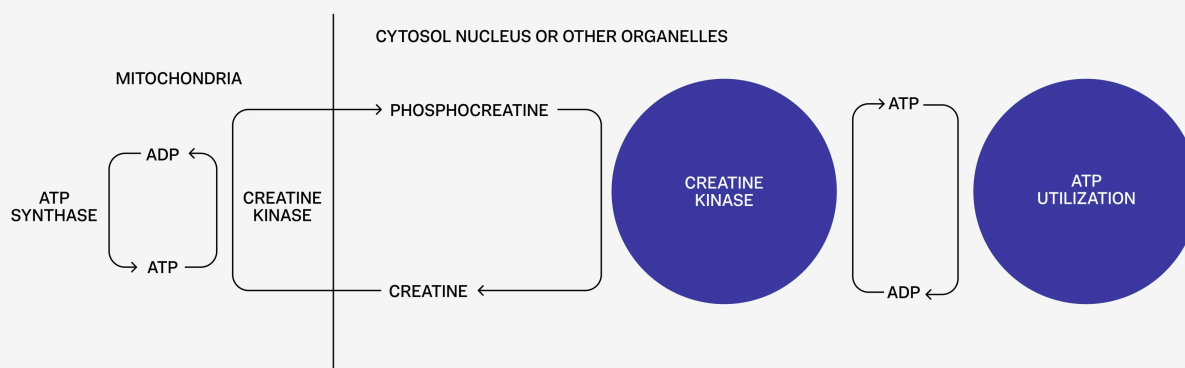 CYTOSOL NUCLEUS OR OTHER ORGANELLES
MITOCHONDRIA
ATP
SYNTHASE
ADP
ATP
CREATINE
KINASE
PHOSPHOCREATINE
CREATINE
CREATINE
KINASE
ATP
ADP
ATP
UTILIZATION